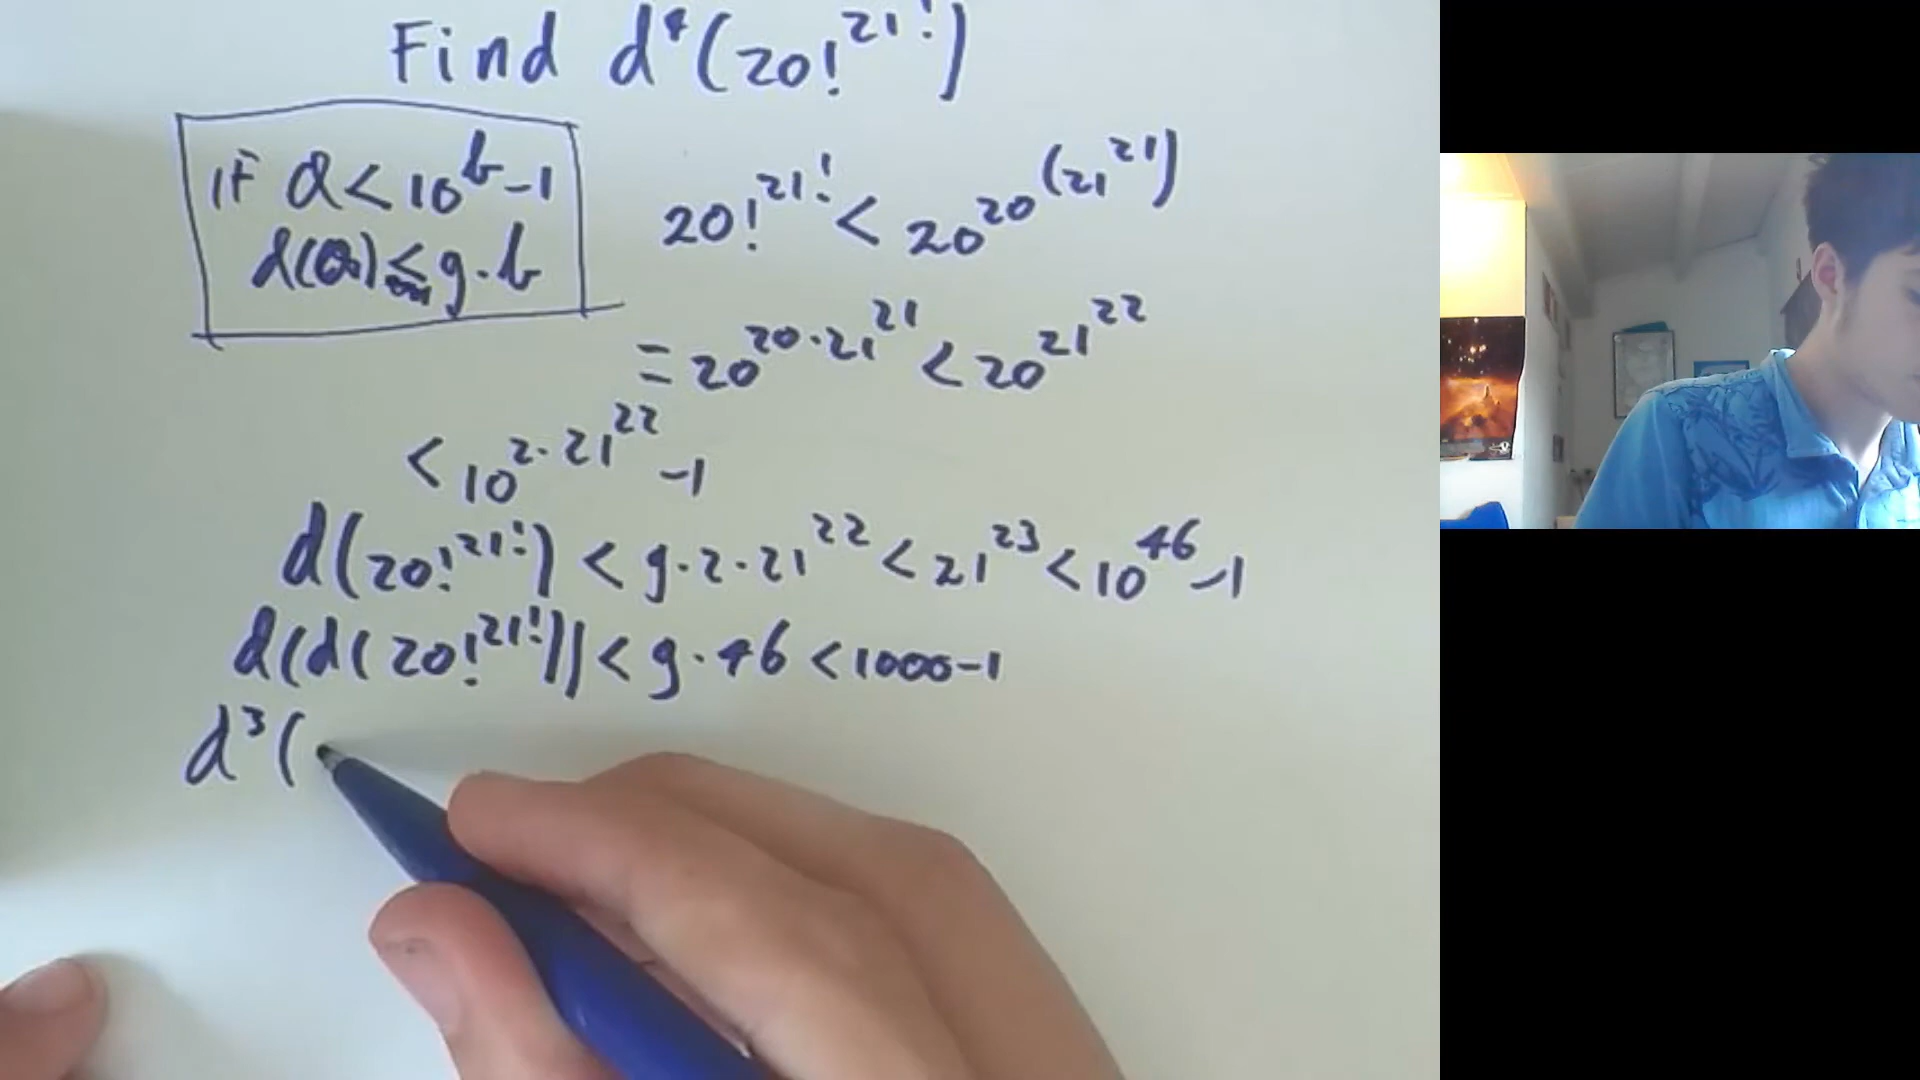 Find d⁴(20!^21!)
IF a < 10^b - 1
d(a) ≤ 9·b
20!^21! < 20^20^(21^21)
= 20^20·21^21 < 20^21^22
< 10^2·21^22 - 1
d(20!^21!) < 9·2·21^22 < 21^23 < 10^46 - 1
d(d(20!^21!)) < 9·46 < 1000-1
d³(